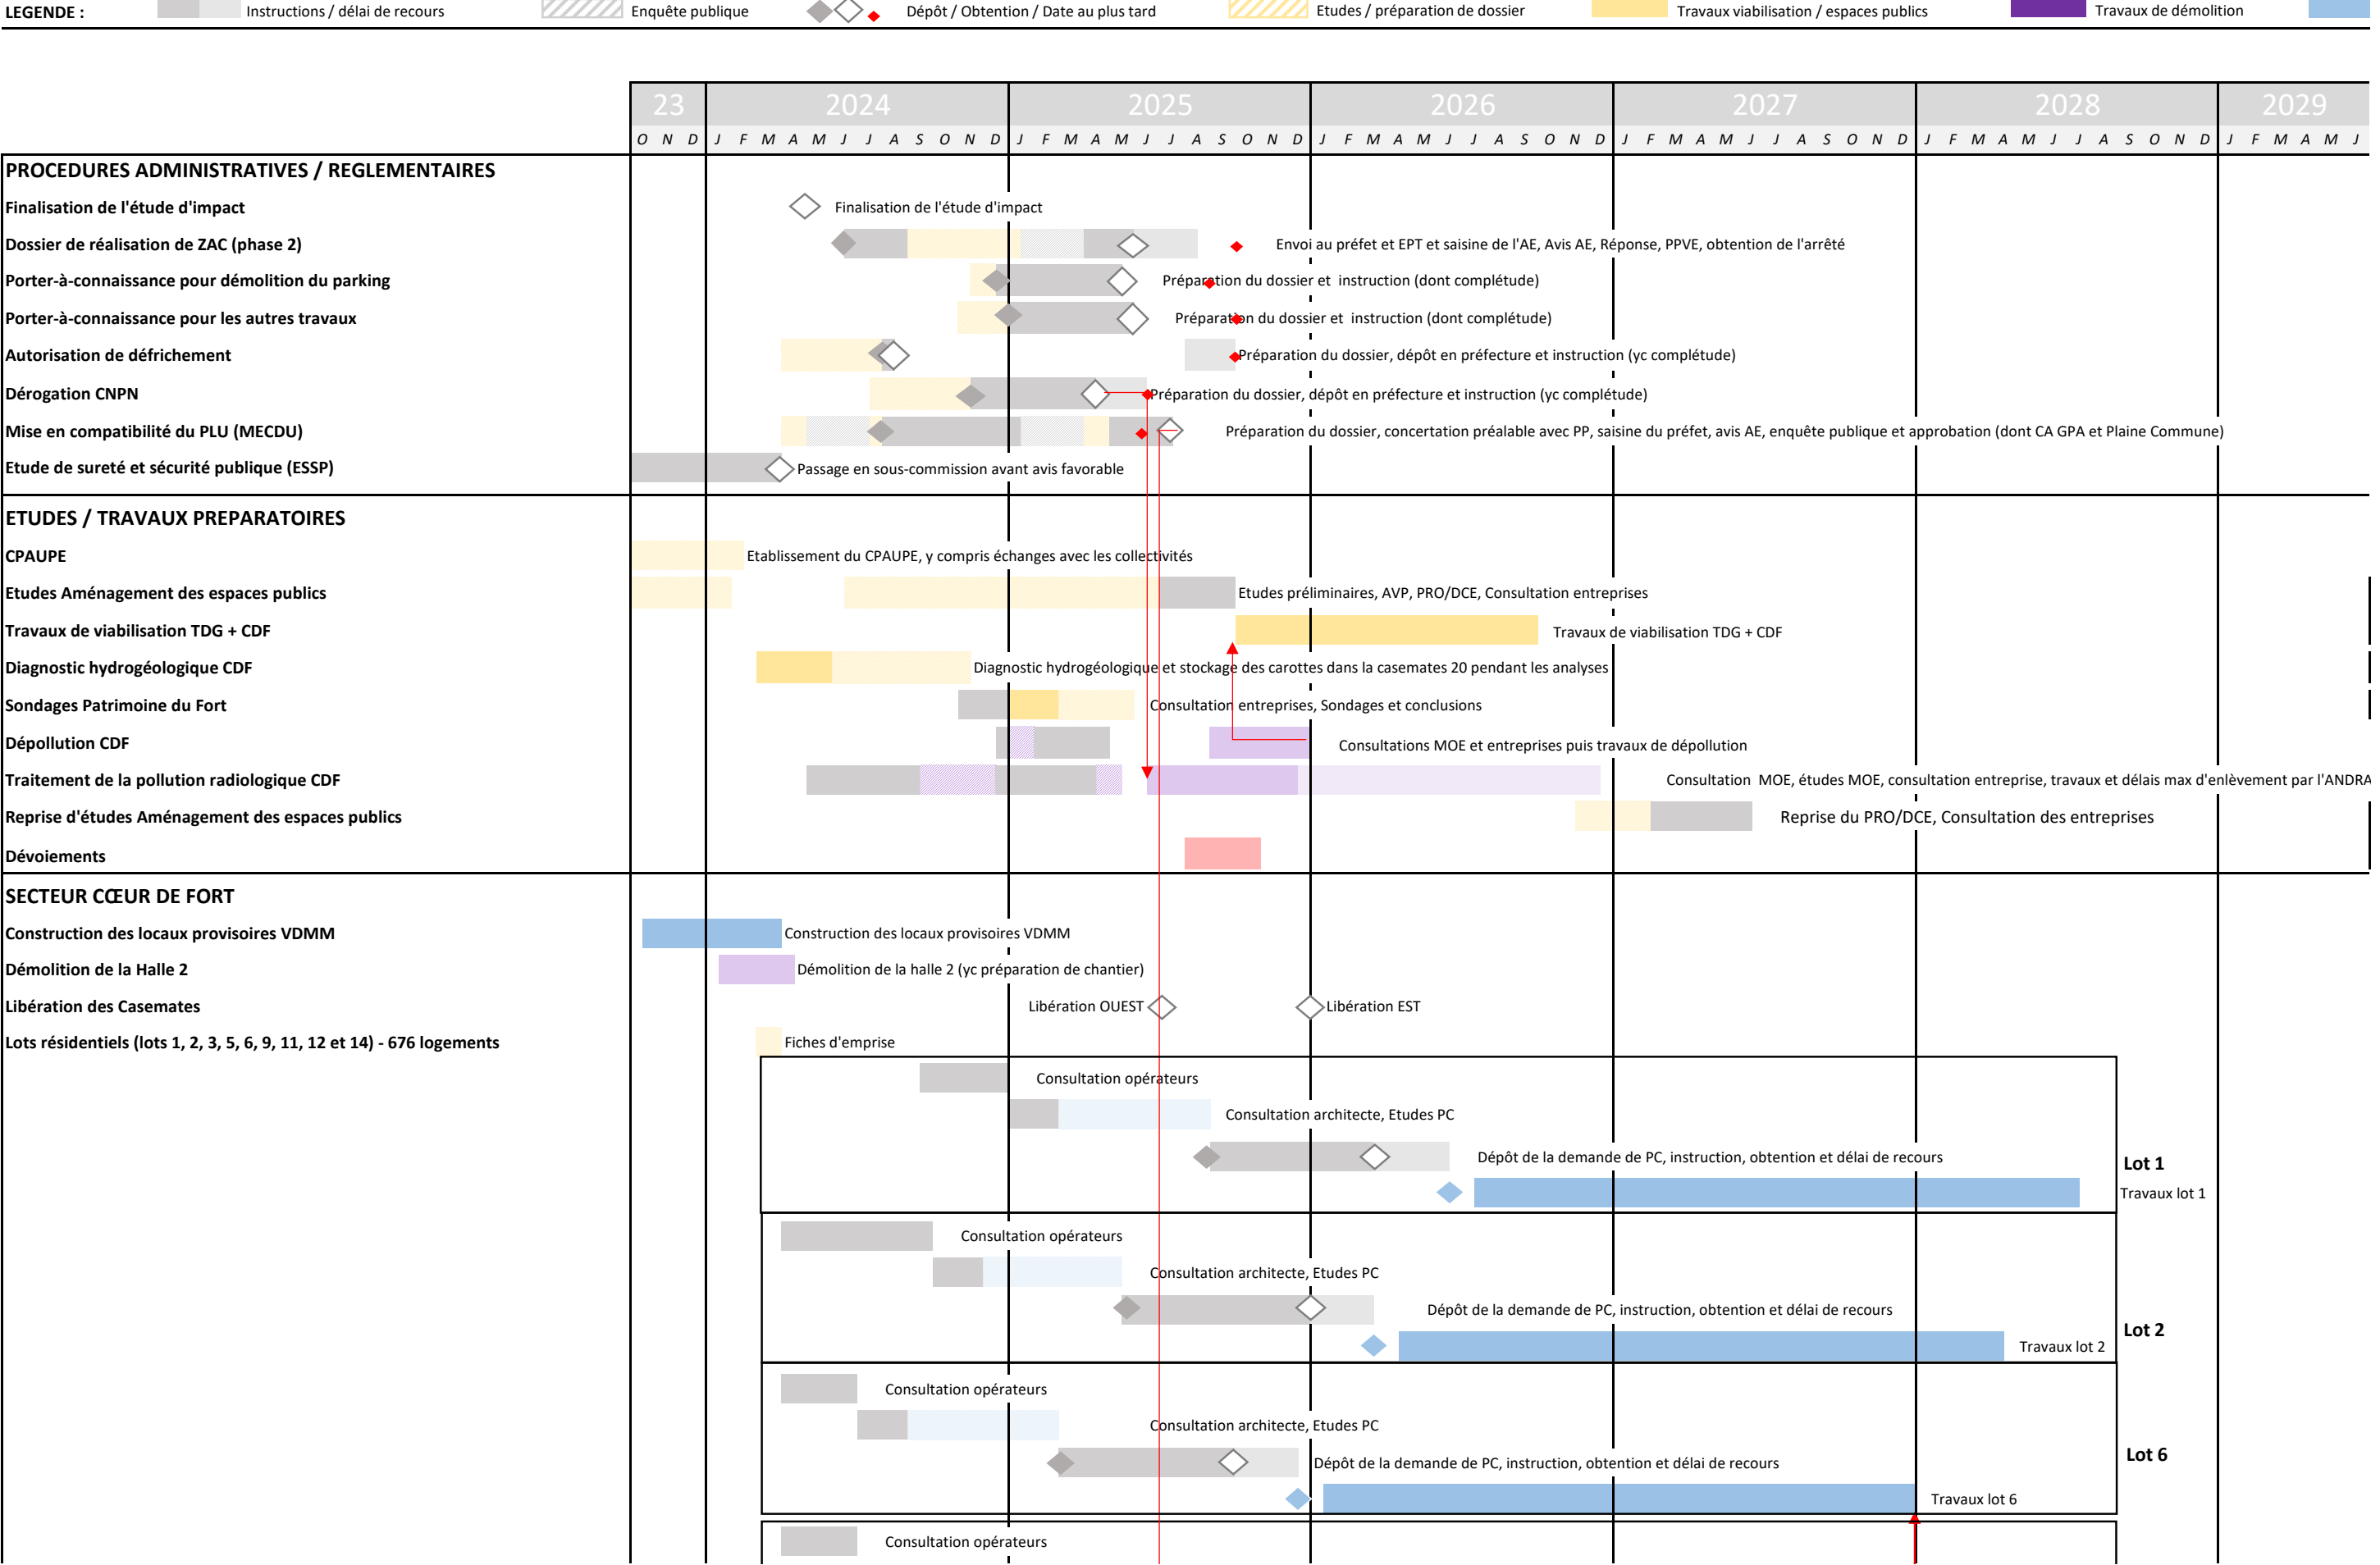 LEGENDE : Instructions / délai de recours Enquête publique Dépôt / Obtention / Date au plus tard Etudes / préparation de dossier Travaux viabilisation / espaces publics Travaux de démolition
23 2024 2025 2026 2027 2028 2029
O N D J F M A M J J A S O N D J F M A M J J A S O N D J F M A M J J A S O N D J F M A M J J A S O N D J F M A M J J A S O N D J F M A M J
PROCEDURES ADMINISTRATIVES / REGLEMENTAIRES
Finalisation de l'étude d'impact Finalisation de l'étude d'impact
Dossier de réalisation de ZAC (phase 2) Envoi au préfet et EPT et saisine de l'AE, Avis AE, Réponse, PPVE, obtention de l'arrêté
Porter-à-connaissance pour démolition du parking Préparation du dossier et instruction (dont complétude)
Porter-à-connaissance pour les autres travaux Préparation du dossier et instruction (dont complétude)
Autorisation de défrichement Préparation du dossier, dépôt en préfecture et instruction (yc complétude)
Dérogation CNPN Préparation du dossier, dépôt en préfecture et instruction (yc complétude)
Mise en compatibilité du PLU (MECDU) Préparation du dossier, concertation préalable avec PP, saisine du préfet, avis AE, enquête publique et approbation (dont CA GPA et Plaine Commune)
Etude de sureté et sécurité publique (ESSP) Passage en sous-commission avant avis favorable
ETUDES / TRAVAUX PREPARATOIRES
CPAUPE Etablissement du CPAUPE, y compris échanges avec les collectivités
Etudes Aménagement des espaces publics Etudes préliminaires, AVP, PRO/DCE, Consultation entreprises
Travaux de viabilisation TDG + CDF Travaux de viabilisation TDG + CDF
Diagnostic hydrogéologique CDF Diagnostic hydrogéologique et stockage des carottes dans la casemates 20 pendant les analyses
Sondages Patrimoine du Fort Consultation entreprises, Sondages et conclusions
Dépollution CDF Consultations MOE et entreprises puis travaux de dépollution
Traitement de la pollution radiologique CDF Consultation MOE, études MOE, consultation entreprise, travaux et délais max d'enlèvement par l'ANDRA
Reprise d'études Aménagement des espaces publics Reprise du PRO/DCE, Consultation des entreprises
Dévoiements
SECTEUR CŒUR DE FORT
Construction des locaux provisoires VDMM Construction des locaux provisoires VDMM
Démolition de la Halle 2 Démolition de la halle 2 (yc préparation de chantier)
Libération des Casemates Libération OUEST Libération EST
Lots résidentiels (lots 1, 2, 3, 5, 6, 9, 11, 12 et 14) - 676 logements Fiches d'emprise
Consultation opérateurs
Consultation architecte, Etudes PC
Dépôt de la demande de PC, instruction, obtention et délai de recours
Lot 1
Travaux lot 1
Consultation opérateurs
Consultation architecte, Etudes PC
Dépôt de la demande de PC, instruction, obtention et délai de recours
Lot 2
Travaux lot 2
Consultation opérateurs
Consultation architecte, Etudes PC
Lot 6
Dépôt de la demande de PC, instruction, obtention et délai de recours
Travaux lot 6
Consultation opérateurs